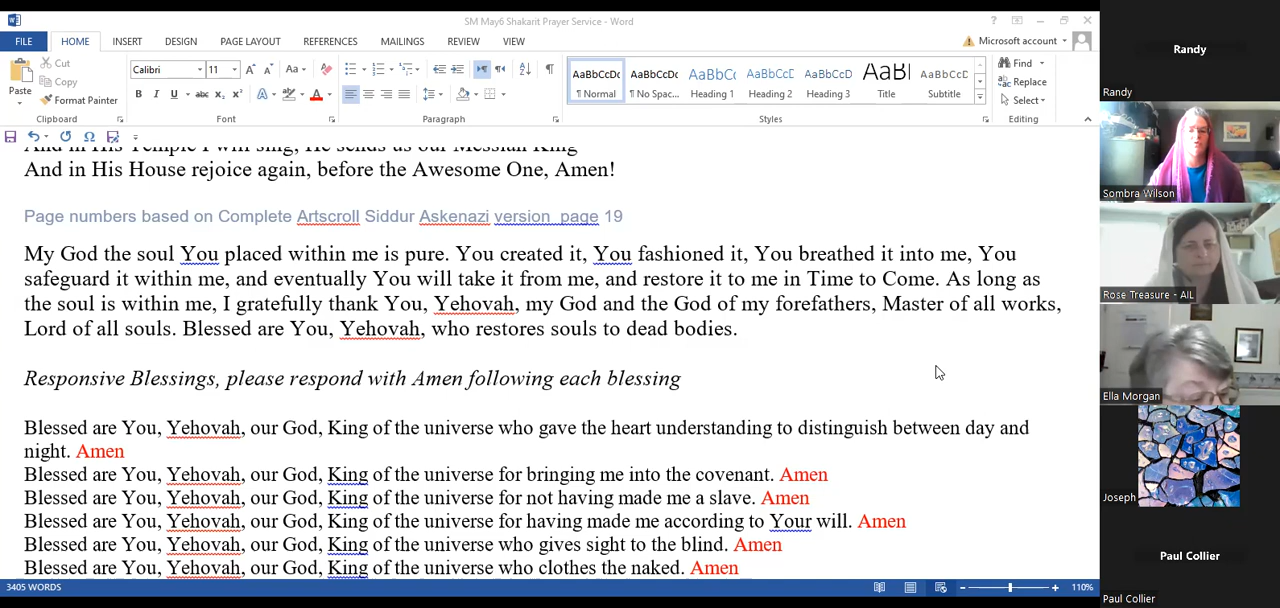 SM May6 Shakarit Prayer Service - Word
FILE HOME INSERT DESIGN PAGE LAYOUT REFERENCES MAILINGS REVIEW VIEW Microsoft account
Cut
Copy
Format Painter
Paste
Clipboard
Calibri 11
Font
Paragraph
AaBbCcDc AaBbCcDc AaBbC AaBbCcD AaBbCcD AaBl AaBbCcD
¶ Normal ¶ No Spac... Heading 1 Heading 2 Heading 3 Title Subtitle
Styles
Find
Replace
Select
Editing
And in His Temple I will sing, He sends us our Messiah King
And in His House rejoice again, before the Awesome One, Amen!
Page numbers based on Complete Artscroll Siddur Askenazi version page 19
My God the soul You placed within me is pure. You created it, You fashioned it, You breathed it into me, You
safeguard it within me, and eventually You will take it from me, and restore it to me in Time to Come. As long as
the soul is within me, I gratefully thank You, Yehovah, my God and the God of my forefathers, Master of all works,
Lord of all souls. Blessed are You, Yehovah, who restores souls to dead bodies.
Responsive Blessings, please respond with Amen following each blessing
Blessed are You, Yehovah, our God, King of the universe who gave the heart understanding to distinguish between day and
night. Amen
Blessed are You, Yehovah, our God, King of the universe for bringing me into the covenant. Amen
Blessed are You, Yehovah, our God, King of the universe for not having made me a slave. Amen
Blessed are You, Yehovah, our God, King of the universe for having made me according to Your will. Amen
Blessed are You, Yehovah, our God, King of the universe who gives sight to the blind. Amen
Blessed are You, Yehovah, our God, King of the universe who clothes the naked. Amen
3405 WORDS
110%
Randy
Randy
Sombra Wilson
Rose Treasure - AIL
Ella Morgan
Joseph
Paul Collier
Paul Collier